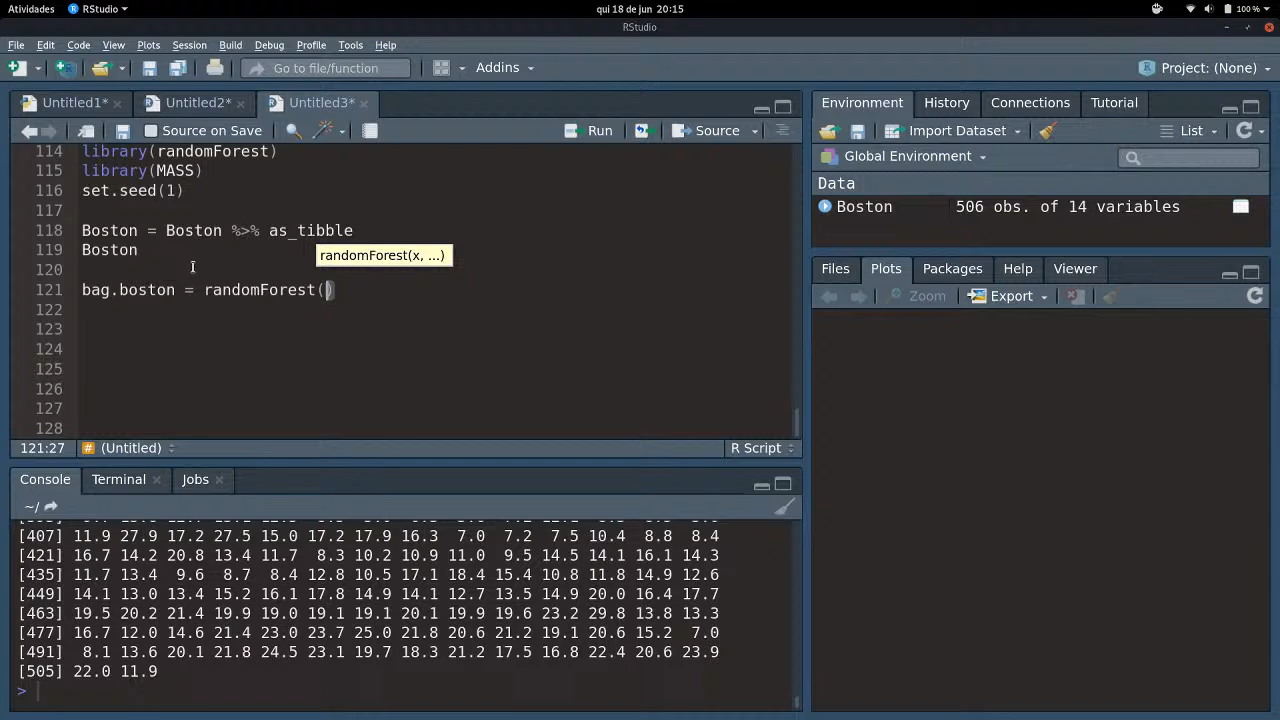 Atividades RStudio qui 18 de jun 20:15 100 %
RStudio
File Edit Code View Plots Session Build Debug Profile Tools Help
Go to file/function Addins Project: (None)
Untitled1* Untitled2* Untitled3*
Source on Save Run Source
114 library(randomForest)
115 library(MASS)
116 set.seed(1)
117
118 Boston = Boston %>% as_tibble
119 Boston
randomForest(x, ...)
120
121 bag.boston = randomForest()
122
123
124
125
126
127
128
121:27 # (Untitled) R Script
Console Terminal Jobs
~/
[407] 11.9 27.9 17.2 27.5 15.0 17.2 17.9 16.3 7.0 7.2 7.5 10.4 8.8 8.4
[421] 16.7 14.2 20.8 13.4 11.7 8.3 10.2 10.9 11.0 9.5 14.5 14.1 16.1 14.3
[435] 11.7 13.4 9.6 8.7 8.4 12.8 10.5 17.1 18.4 15.4 10.8 11.8 14.9 12.6
[449] 14.1 13.0 13.4 15.2 16.1 17.8 14.9 14.1 12.7 13.5 14.9 20.0 16.4 17.7
[463] 19.5 20.2 21.4 19.9 19.0 19.1 19.1 20.1 19.9 19.6 23.2 29.8 13.8 13.3
[477] 16.7 12.0 14.6 21.4 23.0 23.7 25.0 21.8 20.6 21.2 19.1 20.6 15.2 7.0
[491] 8.1 13.6 20.1 21.8 24.5 23.1 19.7 18.3 21.2 17.5 16.8 22.4 20.6 23.9
[505] 22.0 11.9
>
Environment History Connections Tutorial
Import Dataset List
Global Environment
Data
Boston 506 obs. of 14 variables
Files Plots Packages Help Viewer
Zoom Export